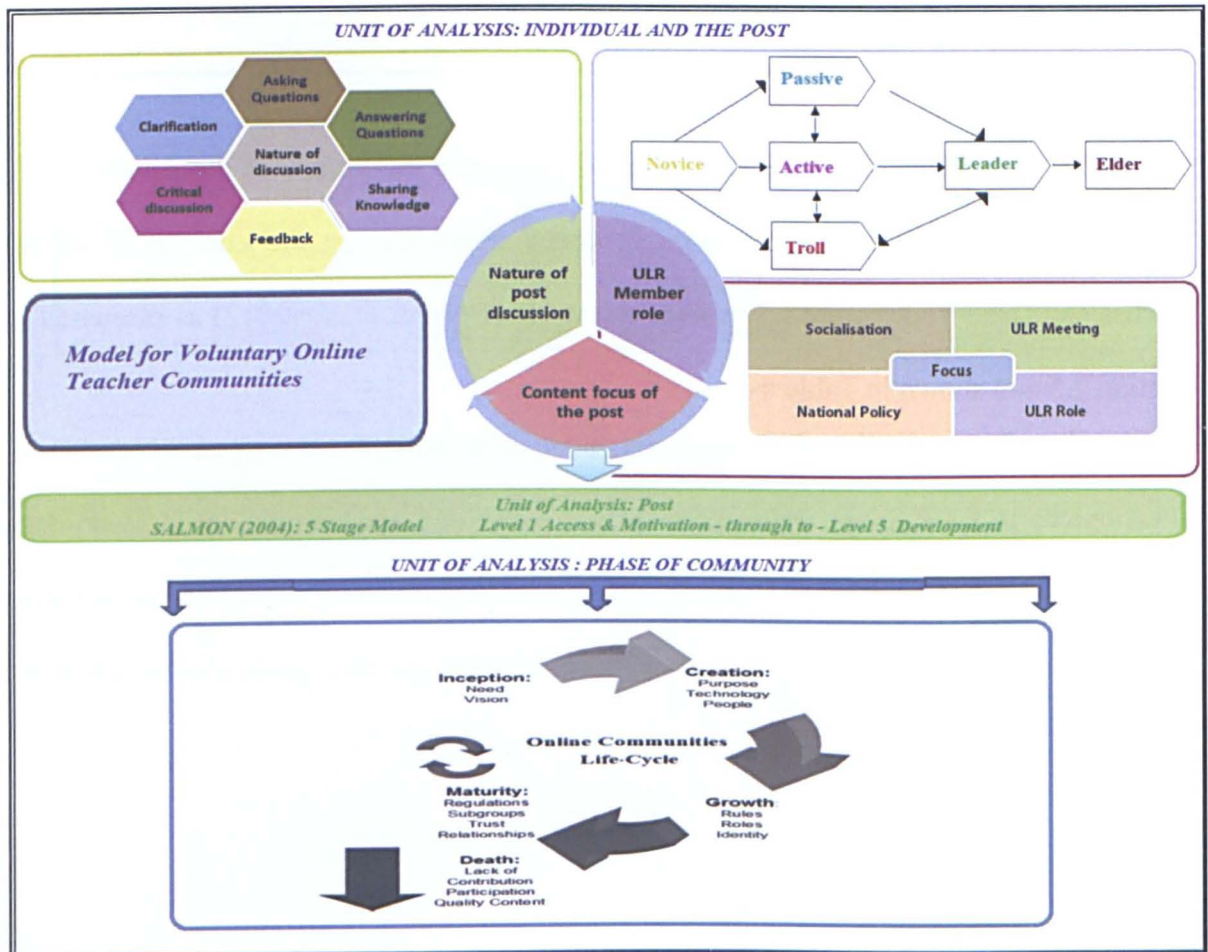 UNIT OF ANALYSIS: INDIVIDUAL AND THE POST
Asking
Questions
Clarification
Answering
Questions
Nature of
discussion
Critical
discussion
Sharing
Knowledge
Feedback
Passive
Novice
Active
Leader
Elder
Troll
Nature of
post
discussion
ULR
Member
role
Content focus of
the post
Model for Voluntary Online
Teacher Communities
Socialisation
ULR Meeting
Focus
National Policy
ULR Role
Unit of Analysis: Post
SALMON (2004): 5 Stage Model Level 1 Access & Motivation - through to - Level 5 Development
UNIT OF ANALYSIS : PHASE OF COMMUNITY
Inception:
Need
Vision
Creation:
Purpose
Technology
People
Online Communities
Life-Cycle
Growth:
Rules
Roles
Identity
Maturity:
Regulations
Subgroups
Trust
Relationships
Death:
Lack of
Contribution
Participation
Quality Content